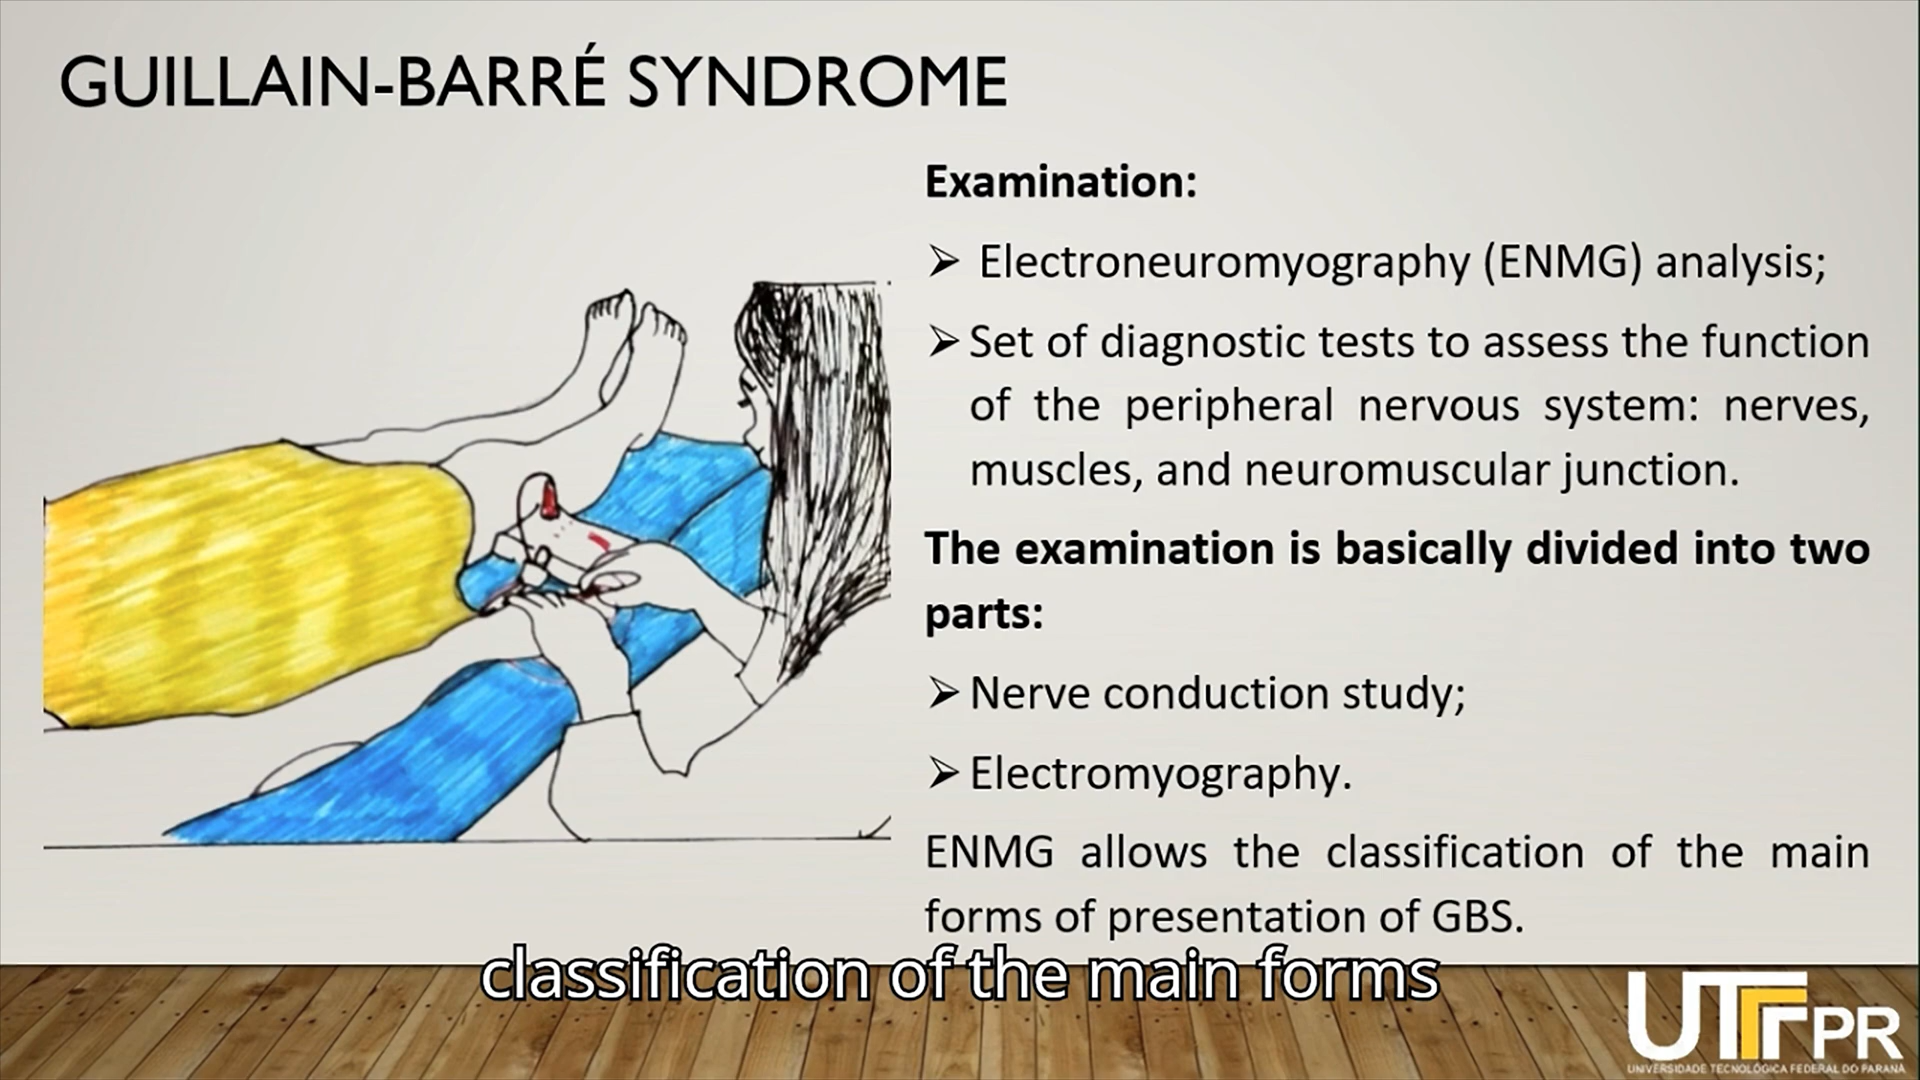 GUILLAIN-BARRÉ SYNDROME
Examination:
➢ Electroneuromyography (ENMG) analysis;
➢ Set of diagnostic tests to assess the function
of the peripheral nervous system: nerves,
muscles, and neuromuscular junction.
The examination is basically divided into two
parts:
➢ Nerve conduction study;
➢ Electromyography.
ENMG allows the classification of the main
forms of presentation of GBS.
classification of the main forms
UTFPR
UNIVERSIDADE TECNOLÓGICA FEDERAL DO PARANÁ